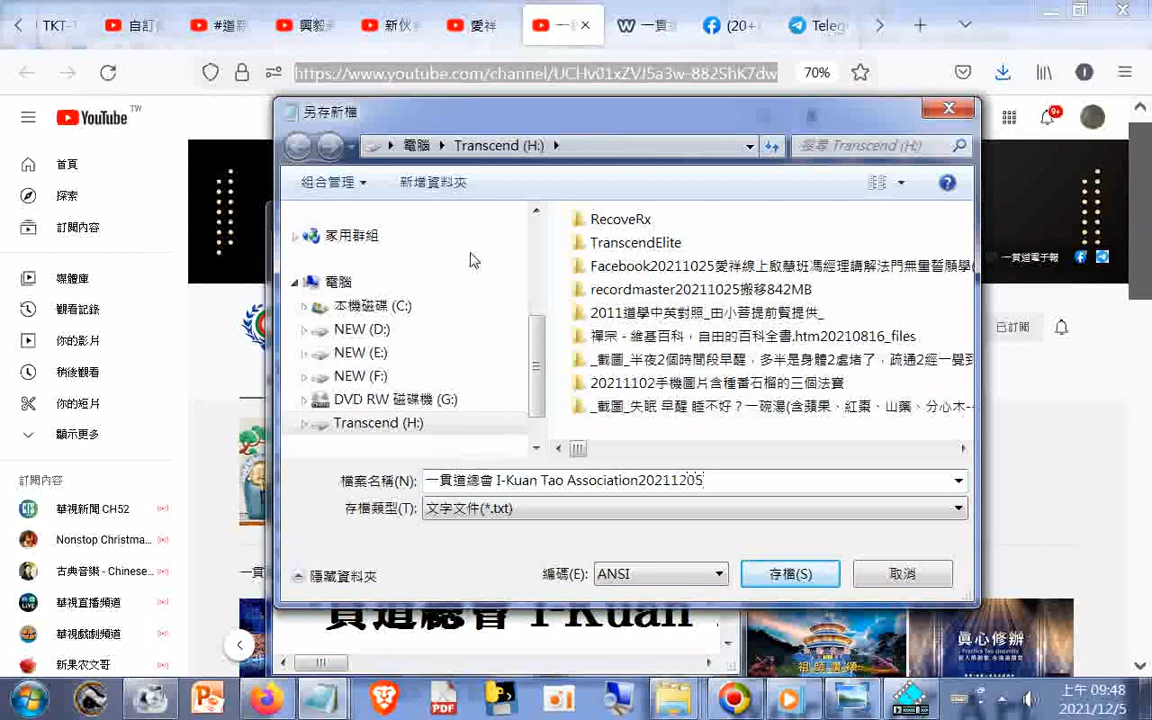 TKT-
自訂
#道新
興毅
新伙
愛祥
一
一貫
(20+
Teleg
https://www.youtube.com/channel/UCHv01xZVJ5a3w-882ShK7dw
70%
YouTube TW
9+
首頁
探索
訂閱內容
媒體庫
觀看記錄
你的影片
稍後觀看
你的短片
顯示更多
訂閱內容
華視新聞 CH52
Nonstop Christma...
古典音樂 - Chinese...
華視直播頻道
華視戲劇頻道
新果农文哥
另存新檔
電腦
Transcend (H:)
搜尋 Transcend (H:)
組合管理
新增資料夾
家用群組
電腦
本機磁碟 (C:)
NEW (D:)
NEW (E:)
NEW (F:)
DVD RW 磁碟機 (G:)
Transcend (H:)
RecoveRx
TranscendElite
Facebook20211025愛祥線上啟慧班馮經理講解法門無量誓願學(
recordmaster20211025搬移842MB
2011道學中英對照_由小菩提前賢提供_
禪宗 - 維基百科，自由的百科全書.htm20210816_files
_截圖_半夜2個時間段早醒，多半是身體2處堵了，疏通2經一覺到
20211102手機圖片含種番石榴的三個法寶
_截圖_失眠 早醒 睡不好？一碗湯(含蘋果、紅棗、山藥、分心木--
檔案名稱(N):
一貫道總會 I-Kuan Tao Association20211205
存檔類型(T):
文字文件(*.txt)
隱藏資料夾
編碼(E):
ANSI
存檔(S)
取消
一貫道電子報
已訂閱
一貫
貫道總會 I-Kuan
祖師讚頌
真心修辦
Practice Tao sincerely
上午 09:48
2021/12/5